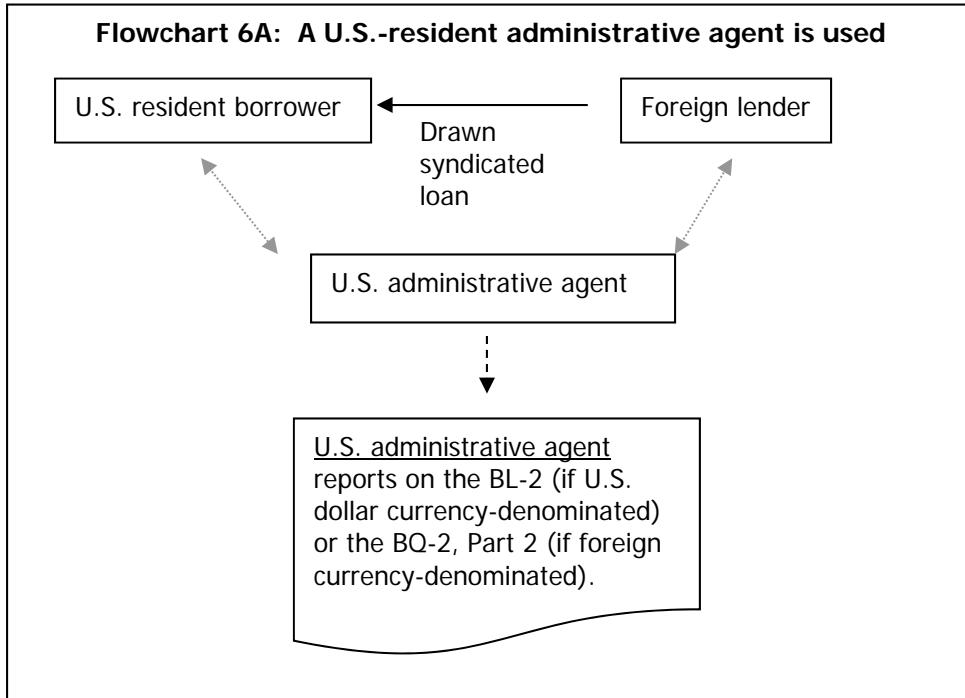 Flowchart 6A: A U.S.-resident administrative agent is used
U.S. resident borrower
Foreign lender
Drawn
syndicated
loan
U.S. administrative agent
U.S. administrative agent
reports on the BL-2 (if U.S.
dollar currency-denominated)
or the BQ-2, Part 2 (if foreign
currency-denominated).